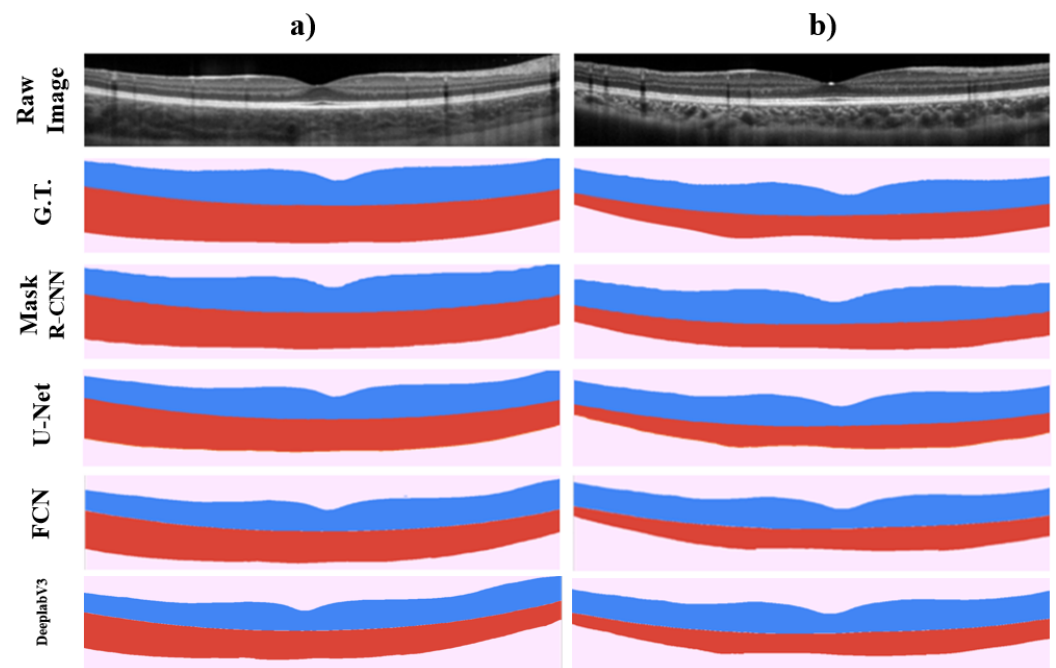 a)
b)
Raw
Image
G.T.
Mask
R-CNN
U-Net
FCN
DeeplabV3